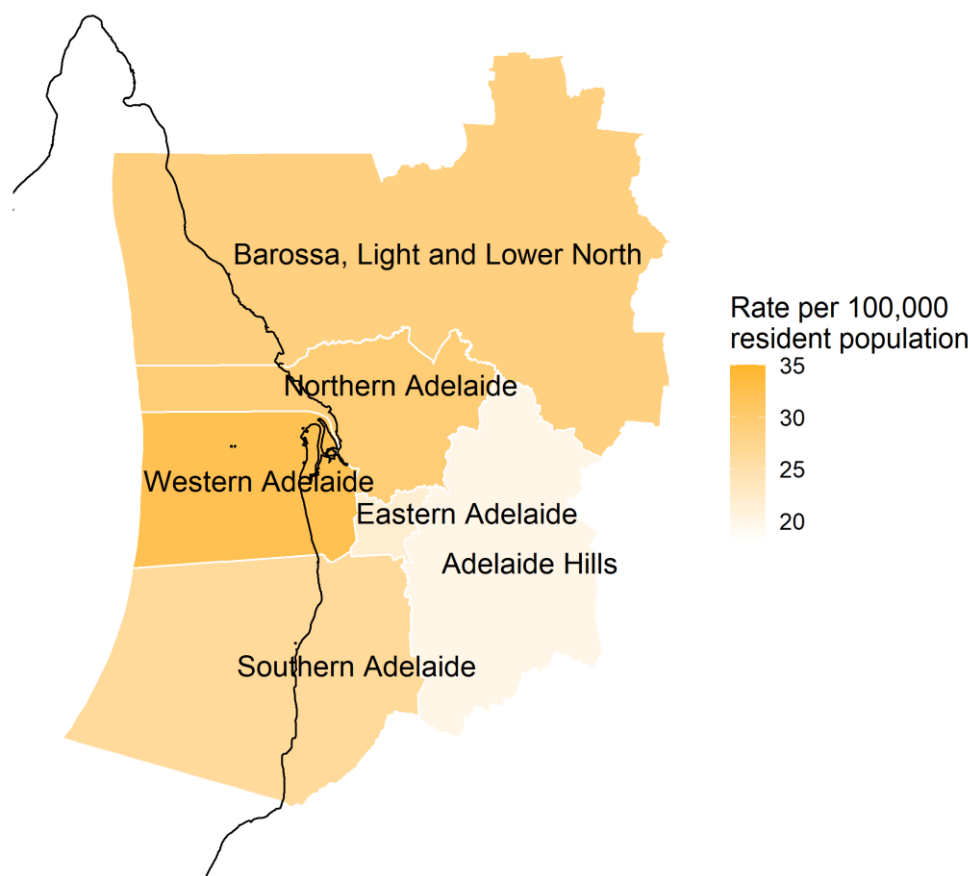 Barossa, Light and Lower North
Rate per 100,000
resident population
35
30
25
20
Northern Adelaide
Western Adelaide
Eastern Adelaide
Adelaide Hills
Southern Adelaide